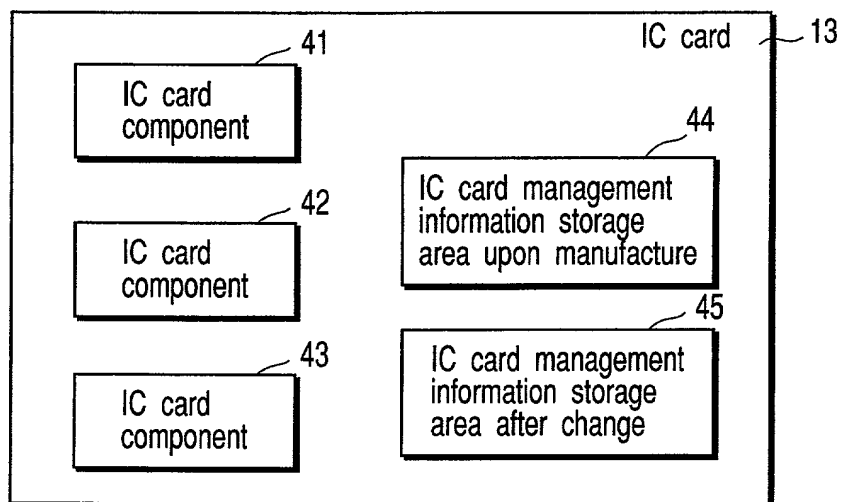 IC card 13
41
IC card
component
42
IC card
component
43
IC card
component
44
IC card management
information storage
area upon manufacture
45
IC card management
information storage
area after change